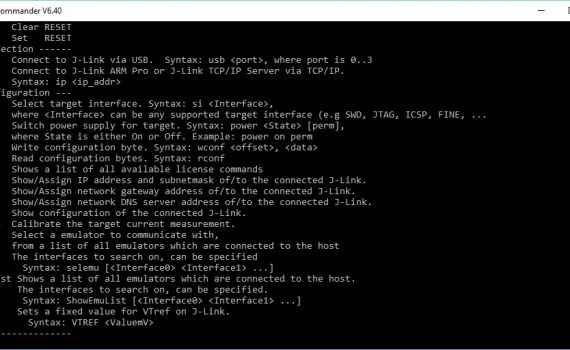 ommander V6.40
Clear RESET
Set RESET
ection ------
Connect to J-Link via USB. Syntax: usb <port>, where port is 0..3
Connect to J-Link ARM Pro or J-Link TCP/IP Server via TCP/IP.
Syntax: ip <ip_addr>
iguration ---
Select target interface. Syntax: si <Interface>,
where <Interface> can be any supported target interface (e.g SWD, JTAG, ICSP, FINE, ...
Switch power supply for target. Syntax: power <State> [perm],
where State is either On or Off. Example: power on perm
Write configuration byte. Syntax: wconf <offset>, <data>
Read configuration bytes. Syntax: rconf
Shows a list of all available license commands
Show/Assign IP address and subnetmask of/to the connected J-Link.
Show/Assign network gateway address of/to the connected J-Link.
Show/Assign network DNS server address of/to the connected J-Link.
Show configuration of the connected J-Link.
Calibrate the target current measurement.
Select a emulator to communicate with,
from a list of all emulators which are connected to the host
The interfaces to search on, can be specified
Syntax: selemu [<Interface0> <Interface1> ...]
st Shows a list of all emulators which are connected to the host.
The interfaces to search on, can be specified.
Syntax: ShowEmuList [<Interface0> <Interface1> ...]
Sets a fixed value for VTref on J-Link.
Syntax: VTREF <ValuemV>
-------------